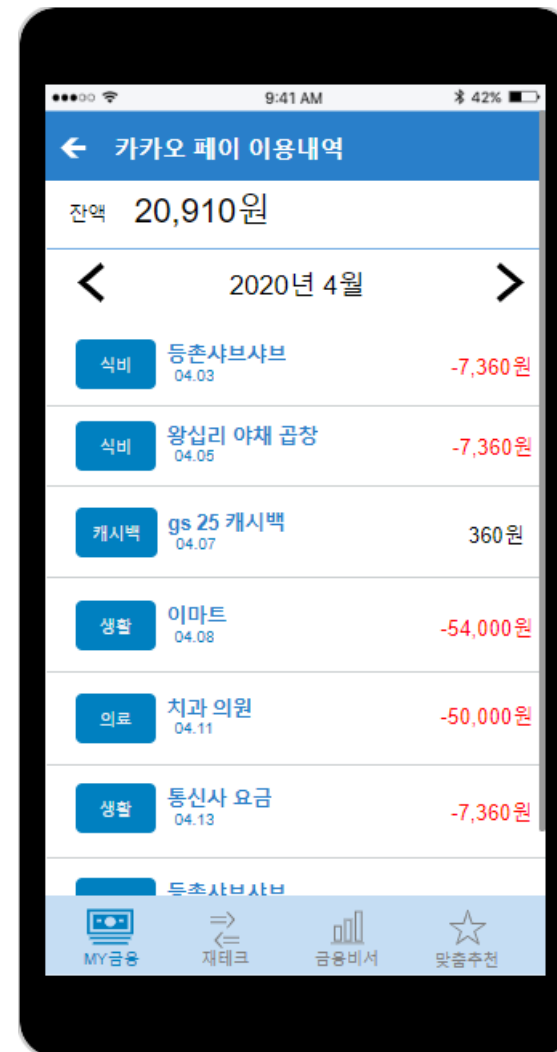 9:41 AM
42%
카카오 페이 이용내역
잔액 20,910원
2020년 4월
식비 등촌샤브샤브 -7,360원
04.03
식비 왕십리 야채 곱창 -7,360원
04.05
캐시백 gs 25 캐시백 360원
04.07
생활 이마트 -54,000원
04.08
의료 치과 의원 -50,000원
04.11
생활 통신사 요금 -7,360원
04.13
등촌샤브샤브
MY금융 재테크 금융비서 맞춤추천